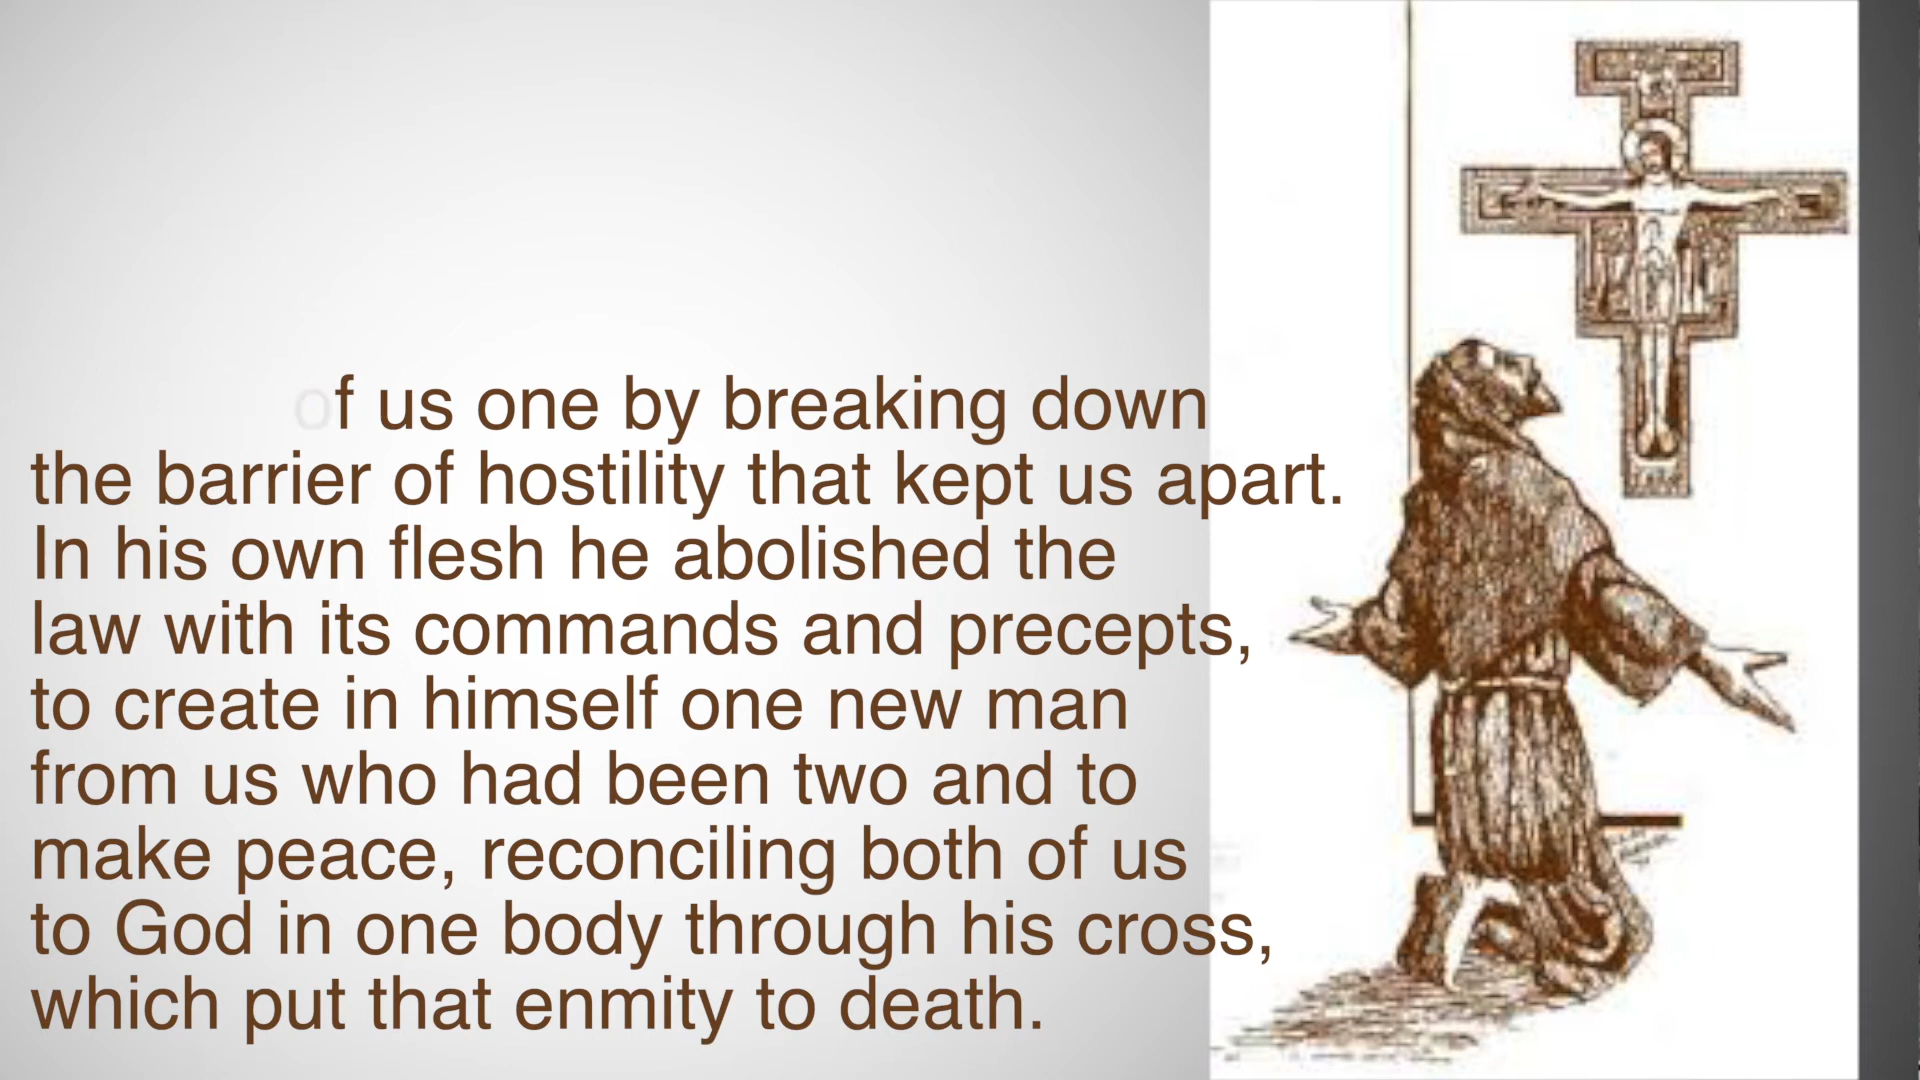 of us one by breaking down
the barrier of hostility that kept us apart.
In his own flesh he abolished the
law with its commands and precepts,
to create in himself one new man
from us who had been two and to
make peace, reconciling both of us
to God in one body through his cross,
which put that enmity to death.